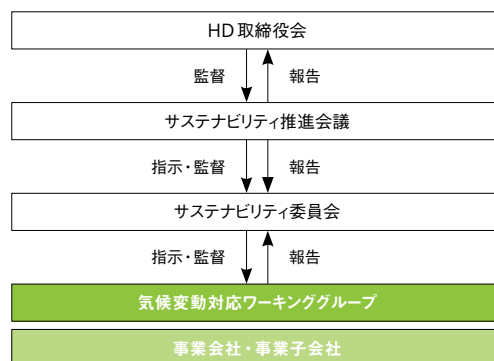 HD取締役会
監督 報告
サステナビリティ推進会議
指示・監督 報告
サステナビリティ委員会
指示・監督 報告
気候変動対応ワーキンググループ
事業会社・事業子会社